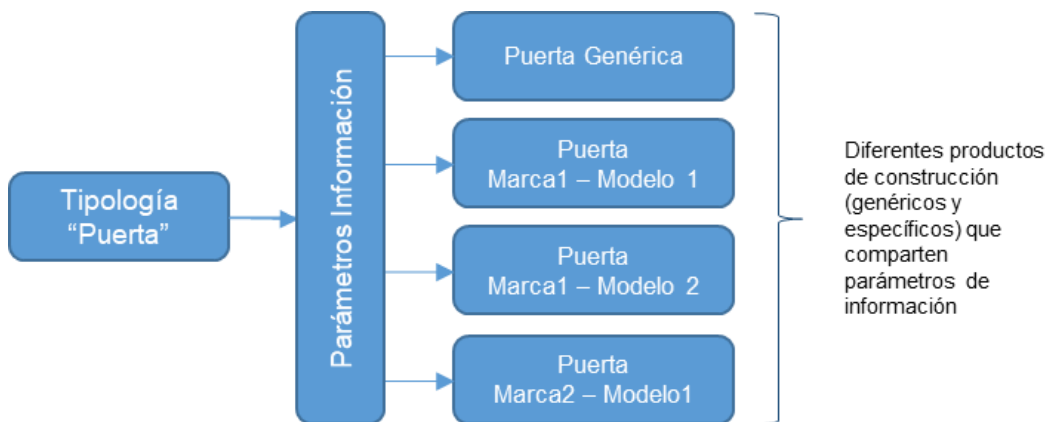 Tipología
“Puerta”
Parámetros Información
Puerta Genérica
Puerta
Marca1 – Modelo 1
Puerta
Marca1 – Modelo 2
Puerta
Marca2 – Modelo1
Diferentes productos
de construcción
(genéricos y
específicos) que
comparten
parámetros de
información